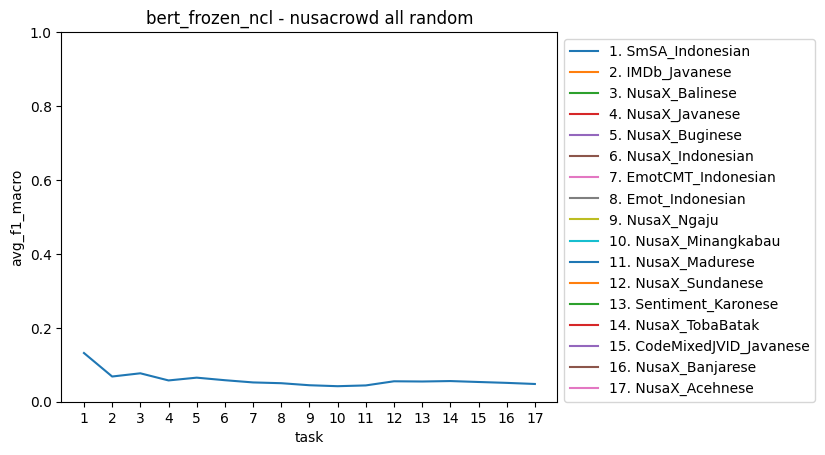 bert_frozen_ncl - nusacrowd all random
avg_f1_macro
1.0
0.8
0.6
0.4
0.2
0.0
1 2 3 4 5 6 7 8 9 10 11 12 13 14 15 16 17
task
1. SmSA_Indonesian
2. IMDb_Javanese
3. NusaX_Balinese
4. NusaX_Javanese
5. NusaX_Buginese
6. NusaX_Indonesian
7. EmotCMT_Indonesian
8. Emot_Indonesian
9. NusaX_Ngaju
10. NusaX_Minangkabau
11. NusaX_Madurese
12. NusaX_Sundanese
13. Sentiment_Karonese
14. NusaX_TobaBatak
15. CodeMixedJVID_Javanese
16. NusaX_Banjarese
17. NusaX_Acehnese